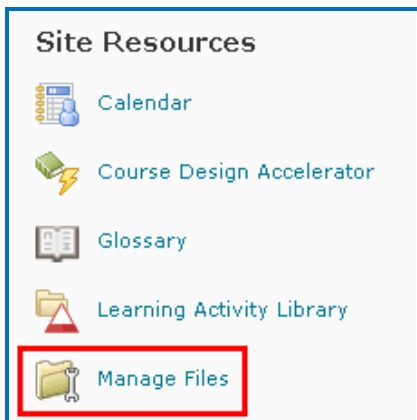 Site Resources
Calendar
Course Design Accelerator
Glossary
Learning Activity Library
Manage Files